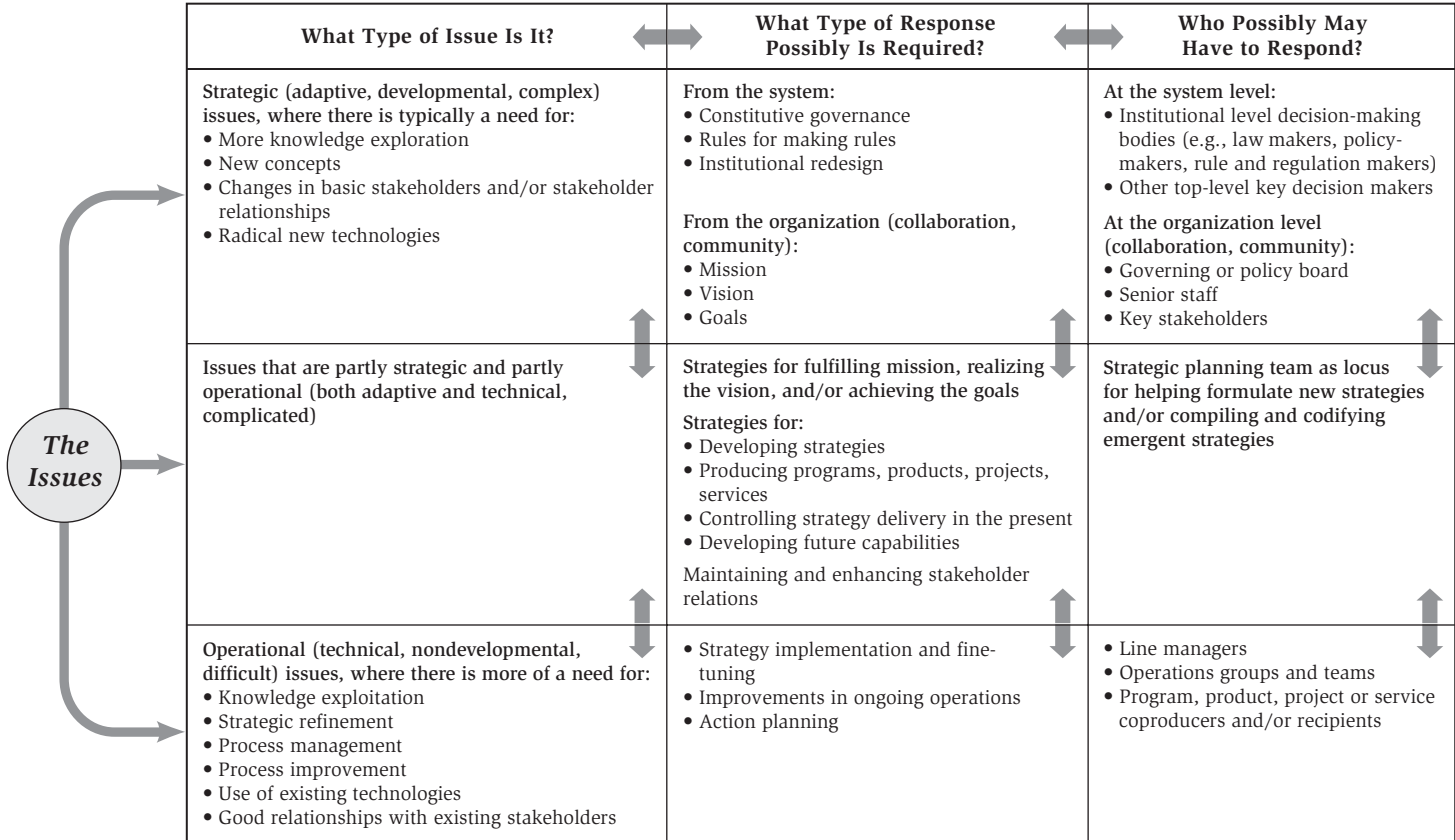 The
Issues
What Type of Issue Is It?
What Type of Response
Possibly Is Required?
Who Possibly May
Have to Respond?
Strategic (adaptive, developmental, complex)
issues, where there is typically a need for:
• More knowledge exploration
• New concepts
• Changes in basic stakeholders and/or stakeholder
relationships
• Radical new technologies
From the system:
• Constitutive governance
• Rules for making rules
• Institutional redesign
From the organization (collaboration,
community):
• Mission
• Vision
• Goals
At the system level:
• Institutional level decision-making
bodies (e.g., law makers, policy-
makers, rule and regulation makers)
• Other top-level key decision makers
At the organization level
(collaboration, community):
• Governing or policy board
• Senior staff
• Key stakeholders
Issues that are partly strategic and partly
operational (both adaptive and technical,
complicated)
Strategies for fulfilling mission, realizing
the vision, and/or achieving the goals
Strategies for:
• Developing strategies
• Producing programs, products, projects,
services
• Controlling strategy delivery in the present
• Developing future capabilities
Maintaining and enhancing stakeholder
relations
Strategic planning team as locus
for helping formulate new strategies
and/or compiling and codifying
emergent strategies
Operational (technical, nondevelopmental,
difficult) issues, where there is more of a need for:
• Knowledge exploitation
• Strategic refinement
• Process management
• Process improvement
• Use of existing technologies
• Good relationships with existing stakeholders
• Strategy implementation and fine-
tuning
• Improvements in ongoing operations
• Action planning
• Line managers
• Operations groups and teams
• Program, product, project or service
coproducers and/or recipients